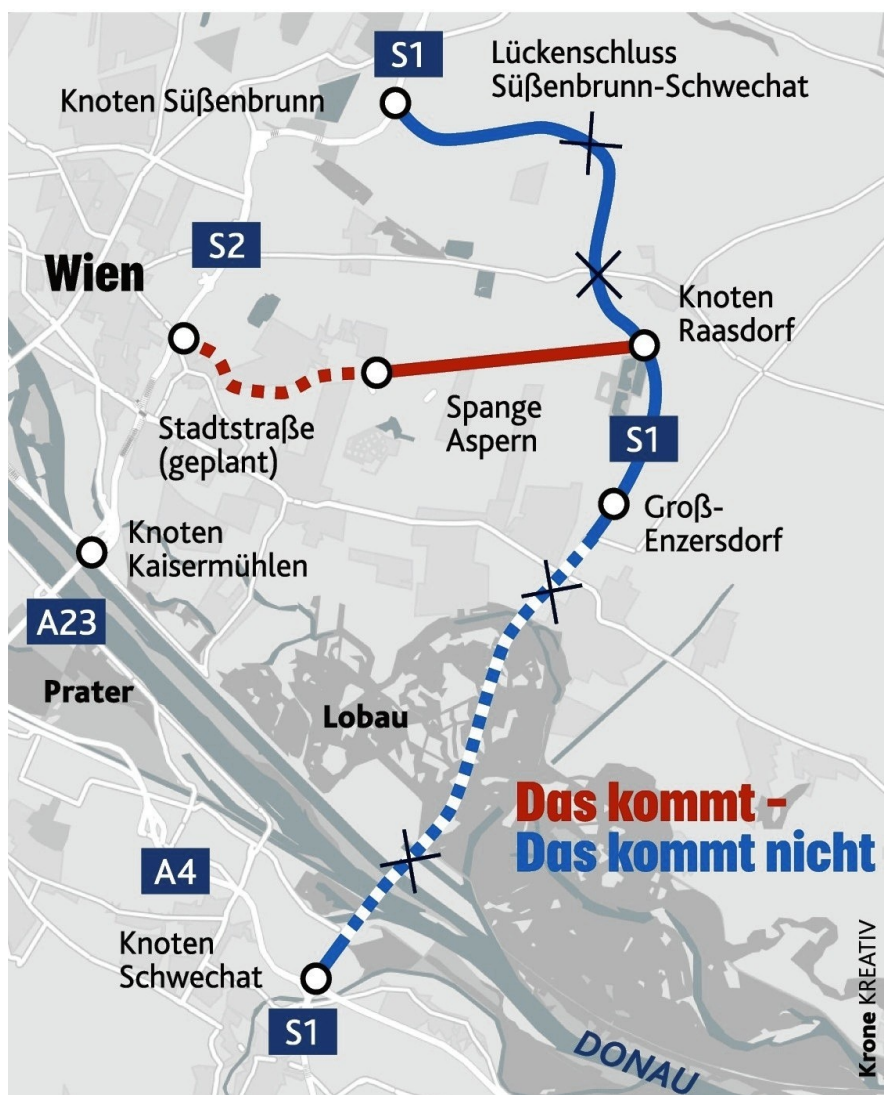 S1
Lückenschluss
Süßenbrunn-Schwechat
Knoten Süßenbrunn
S2
Wien
Knoten
Raasdorf
Stadtstraße
(geplant)
Spange
Aspern
S1
Groß-
Enzersdorf
Knoten
Kaisermühlen
A23
Prater
Lobau
Das kommt –
Das kommt nicht
A4
Knoten
Schwechat
S1
DONAU
Krone KREATIV